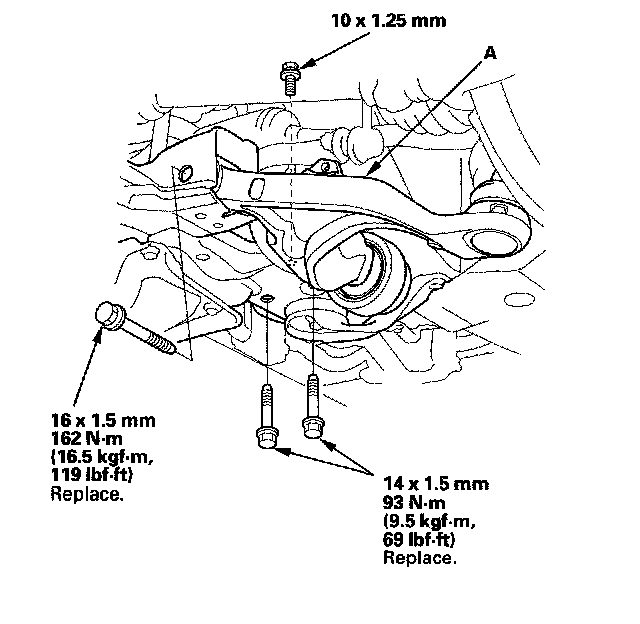 10 x 1.25 mm
A
16 x 1.5 mm
162 N·m
(16.5 kgf·m,
119 lbf·ft)
Replace.
14 x 1.5 mm
93 N·m
(9.5 kgf·m,
69 lbf·ft)
Replace.